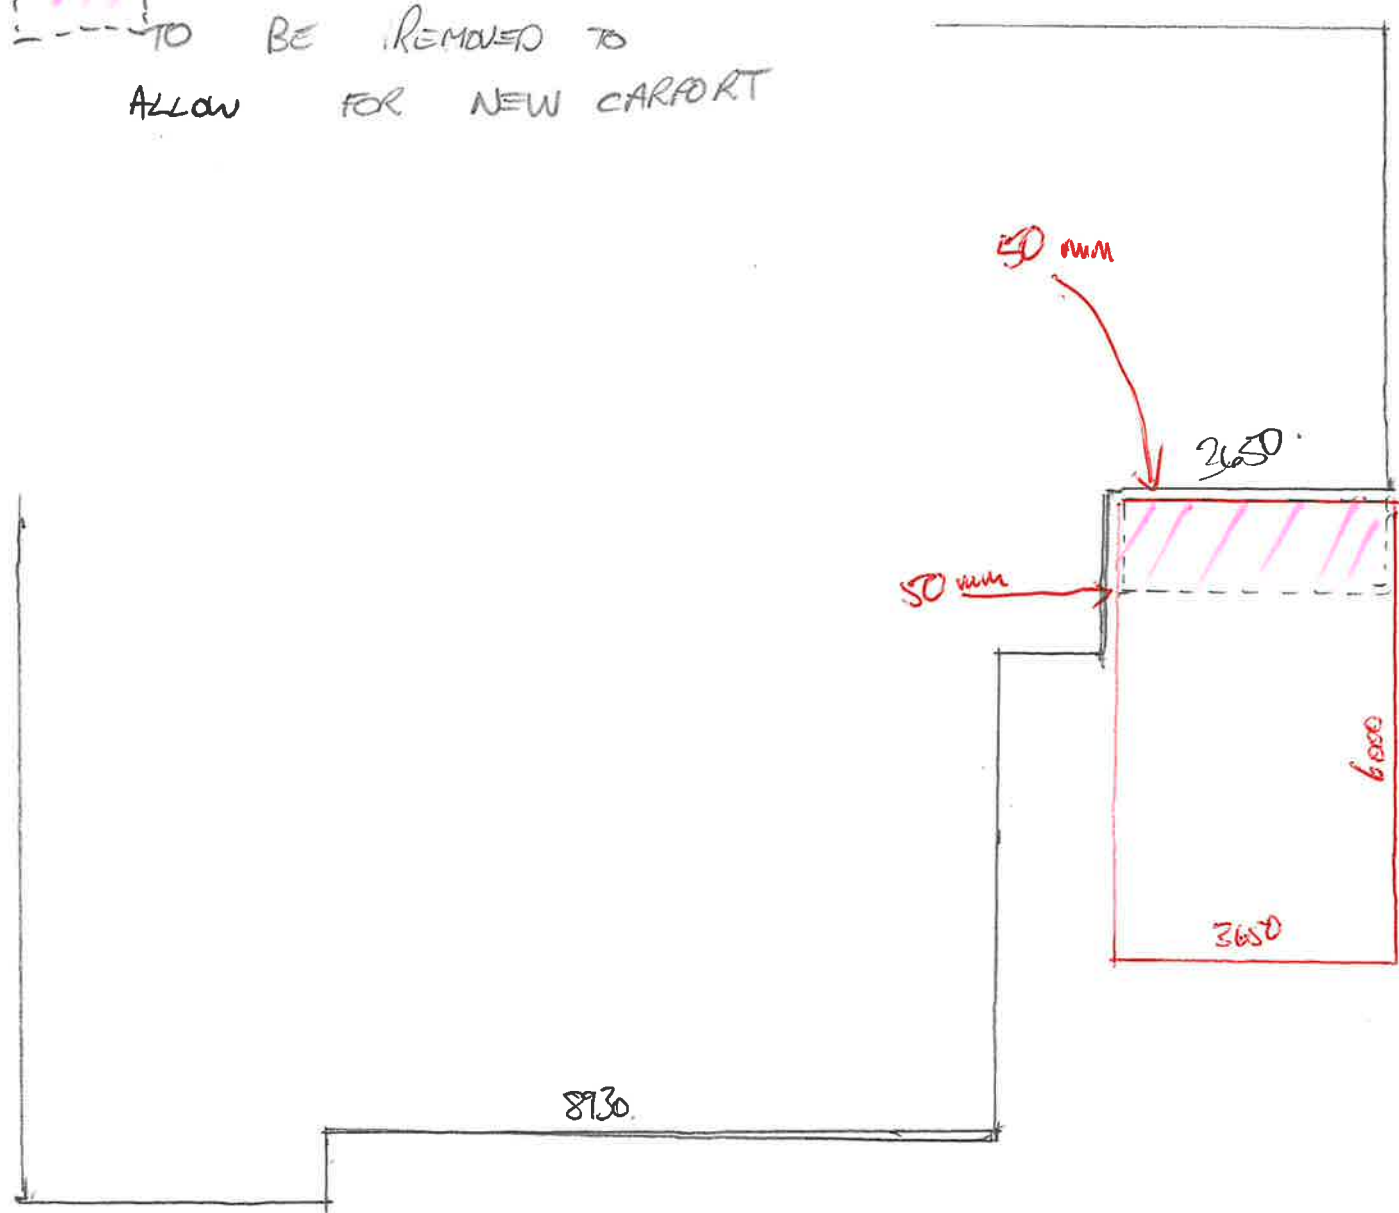 TO BE REMOVED TO
ALLOW FOR NEW CARPORT
50 mm
2650
50 mm
6000
3650
8930